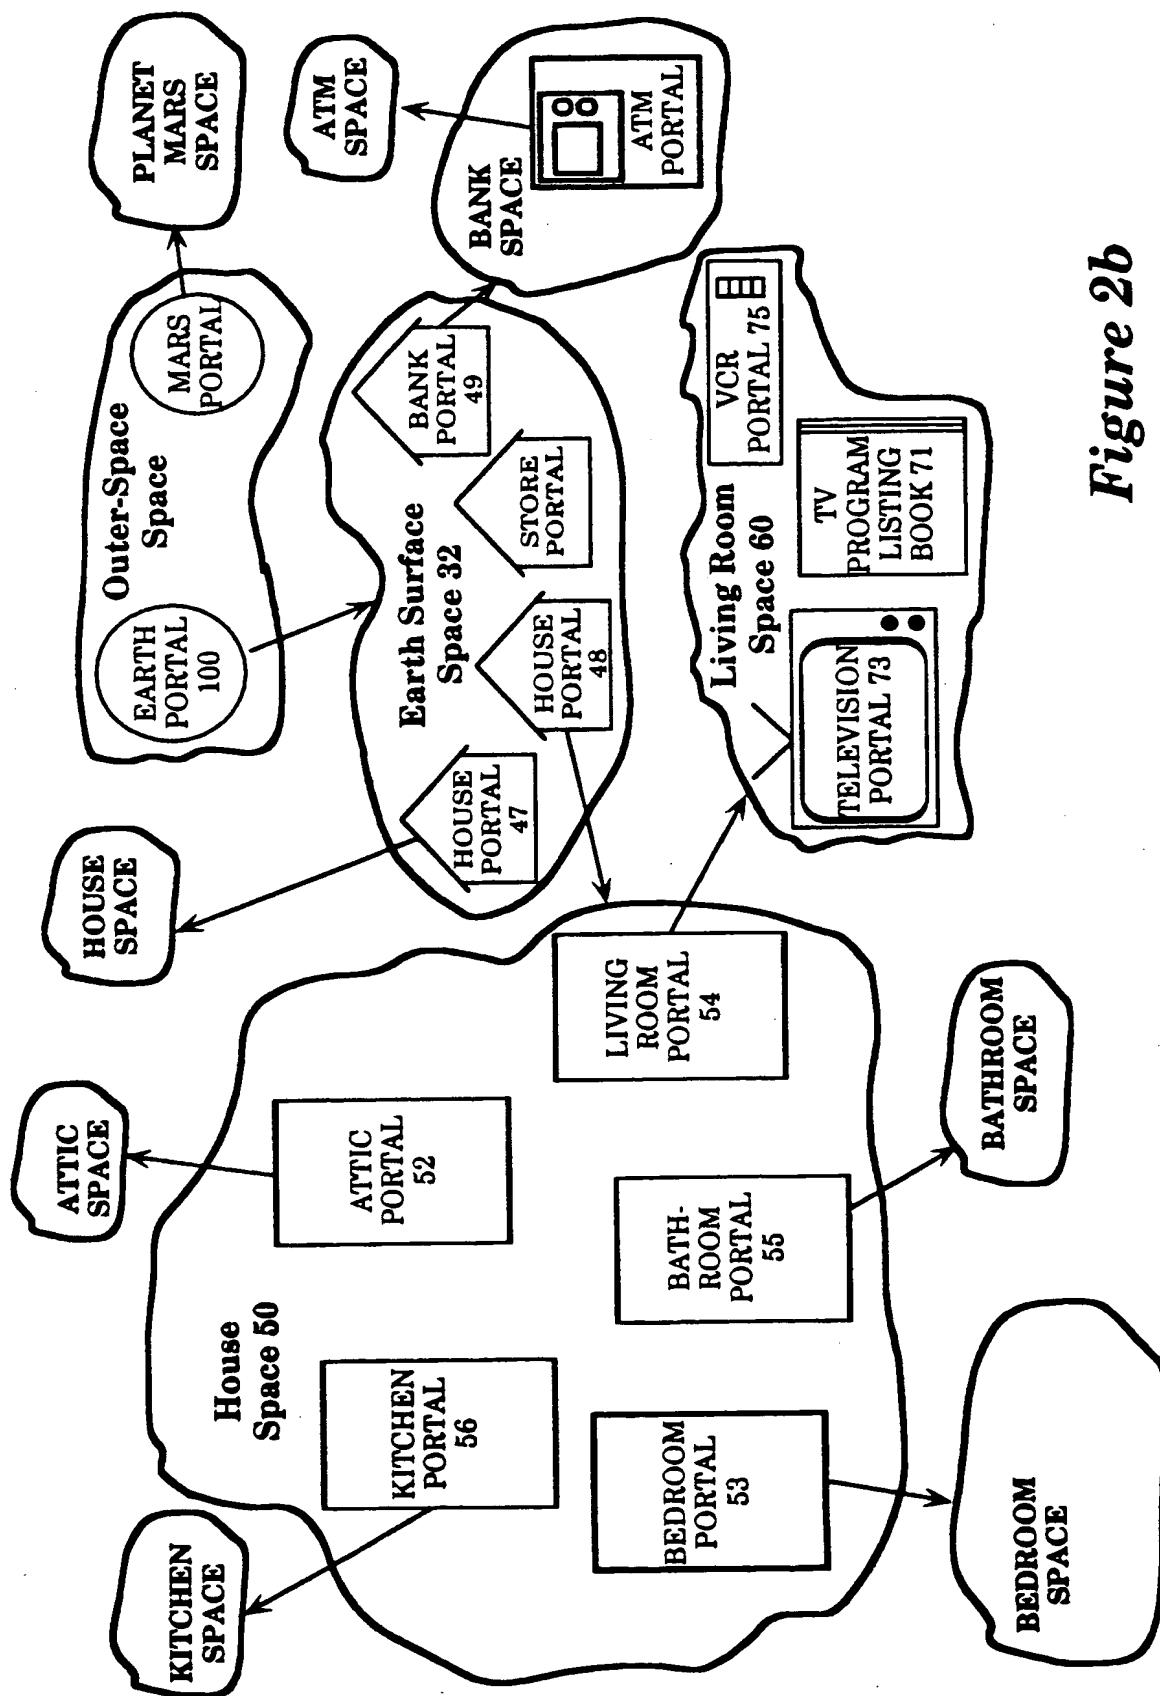 KITCHEN
SPACE
ATTIC
SPACE
HOUSE
SPACE
EARTH
PORTAL
100
Outer-Space
Space
MARS
PORTAL
PLANET
MARS
SPACE
House
Space 50
KITCHEN
PORTAL
56
ATTIC
PORTAL
52
HOUSE
PORTAL
47
Earth Surface
Space 32
HOUSE
PORTAL
48
STORE
PORTAL
BANK
PORTAL
49
BANK
SPACE
ATM
SPACE
ATM
PORTAL
BEDROOM
PORTAL
53
BATH-
ROOM
PORTAL
55
LIVING
ROOM
PORTAL
54
Living Room
Space 60
VCR
PORTAL 75
TELEVISION
PORTAL 73
TV
PROGRAM
LISTING
BOOK 71
BEDROOM
SPACE
BATHROOM
SPACE
Figure 2b